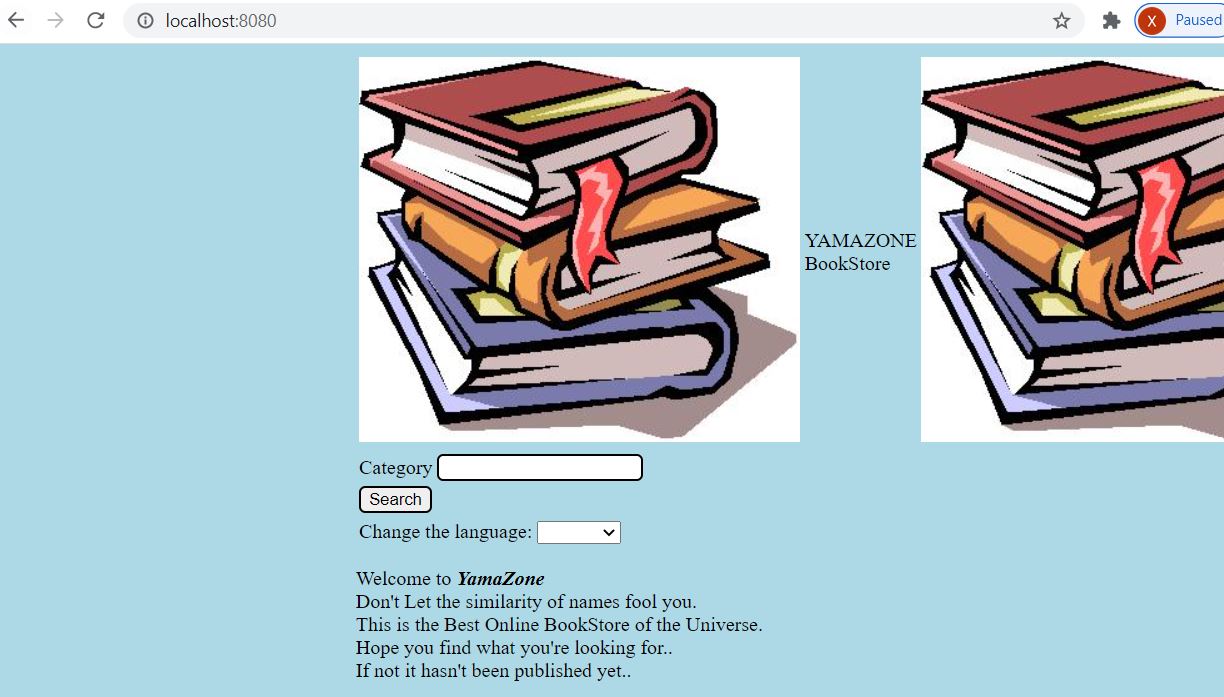 localhost:8080
X Paused
YAMAZONE
BookStore
Category
Search
Change the language:
Welcome to YamaZone
Don't Let the similarity of names fool you.
This is the Best Online BookStore of the Universe.
Hope you find what you're looking for..
If not it hasn't been published yet..